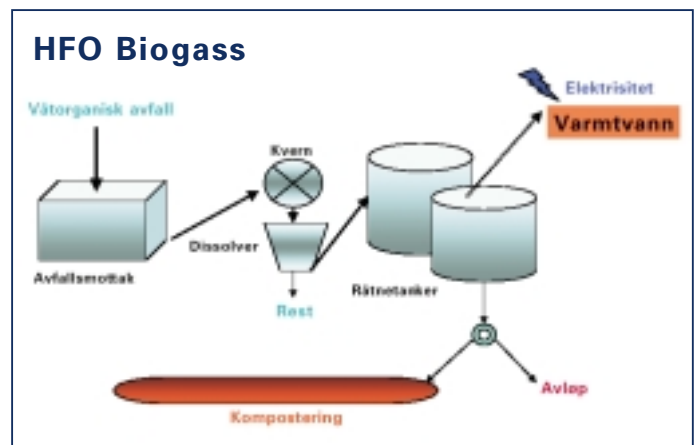 HFO Biogass
Elektrisitet
Varmtvann
Våtorganisk avfall
Kvern
Dissolver
Avfallsmottak
Råtnetanker
Rest
Avløp
Kompostering